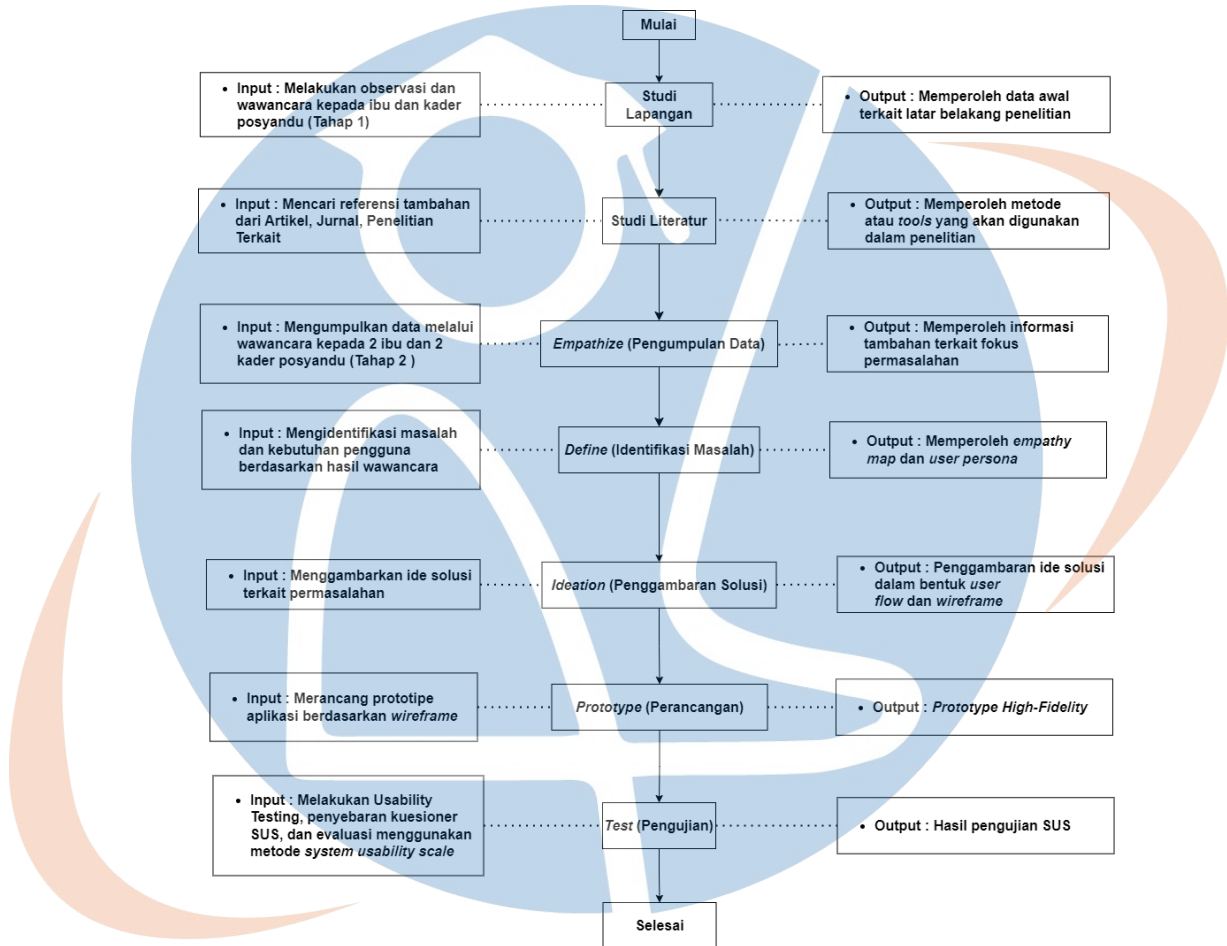 Mulai
• Input : Melakukan observasi dan
wawancara kepada ibu dan kader
posyandu (Tahap 1)
Studi
Lapangan
• Output : Memperoleh data awal
terkait latar belakang penelitian
• Input : Mencari referensi tambahan
dari Artikel, Jurnal, Penelitian
Terkait
Studi Literatur
• Output : Memperoleh metode
atau tools yang akan digunakan
dalam penelitian
• Input : Mengumpulkan data melalui
wawancara kepada 2 ibu dan 2
kader posyandu (Tahap 2 )
Empathize (Pengumpulan Data)
• Output : Memperoleh informasi
tambahan terkait fokus
permasalahan
• Input : Mengidentifikasi masalah
dan kebutuhan pengguna
berdasarkan hasil wawancara
Define (Identifikasi Masalah)
• Output : Memperoleh empathy
map dan user persona
• Input : Menggambarkan ide solusi
terkait permasalahan
Ideation (Penggambaran Solusi)
• Output : Penggambaran ide solusi
dalam bentuk user
flow dan wireframe
• Input : Merancang prototipe
aplikasi berdasarkan wireframe
Prototype (Perancangan)
• Output : Prototype High-Fidelity
• Input : Melakukan Usability
Testing, penyebaran kuesioner
SUS, dan evaluasi menggunakan
metode system usability scale
Test (Pengujian)
• Output : Hasil pengujian SUS
Selesai